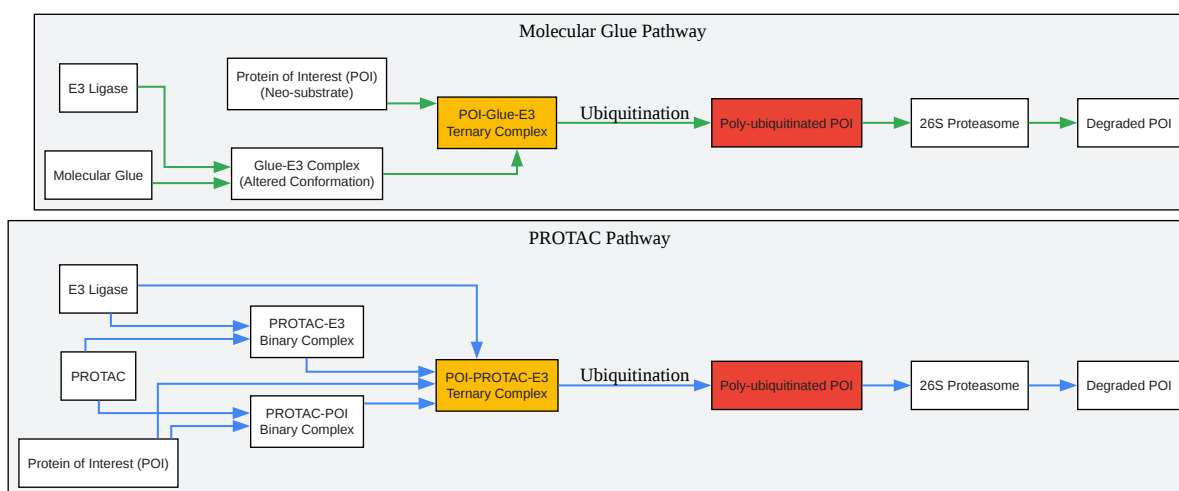 Molecular Glue Pathway
E3 Ligase
Protein of Interest (POI)
(Neo-substrate)
POI-Glue-E3
Ternary Complex
Ubiquitination
Poly-ubiquitinated POI
26S Proteasome
Degraded POI
Molecular Glue
Glue-E3 Complex
(Altered Conformation)
PROTAC Pathway
E3 Ligase
PROTAC-E3
Binary Complex
PROTAC
POI-PROTAC-E3
Ternary Complex
Ubiquitination
Poly-ubiquitinated POI
26S Proteasome
Degraded POI
PROTAC-POI
Binary Complex
Protein of Interest (POI)